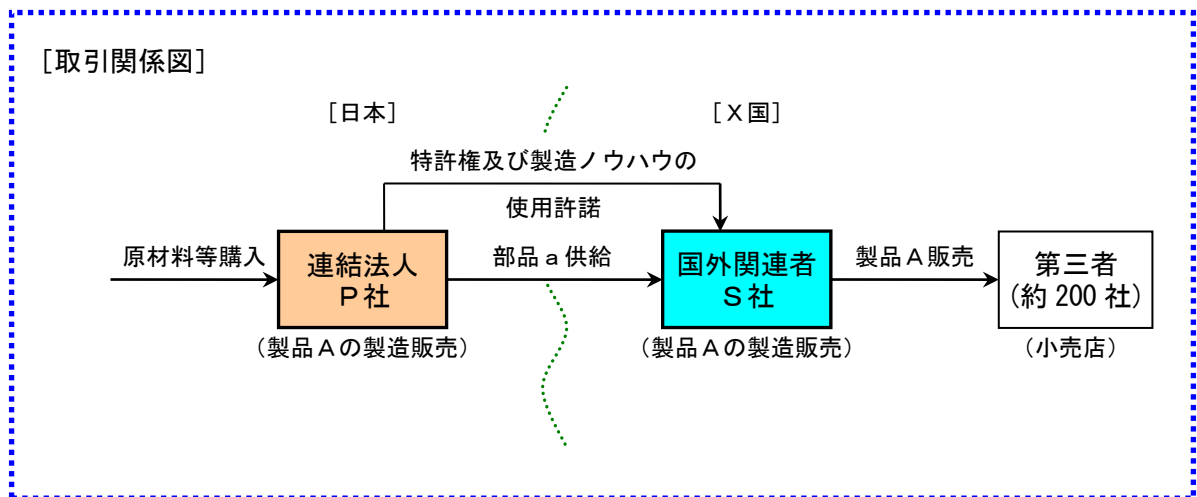 ［取引関係図］
［日本］
［Ｘ国］
特許権及び製造ノウハウの
使用許諾
原材料等購入
連結法人
Ｐ社
部品ａ供給
国外関連者
Ｓ社
製品Ａ販売
第三者
（約200社）
（製品Ａの製造販売）
（製品Ａの製造販売）
（小売店）